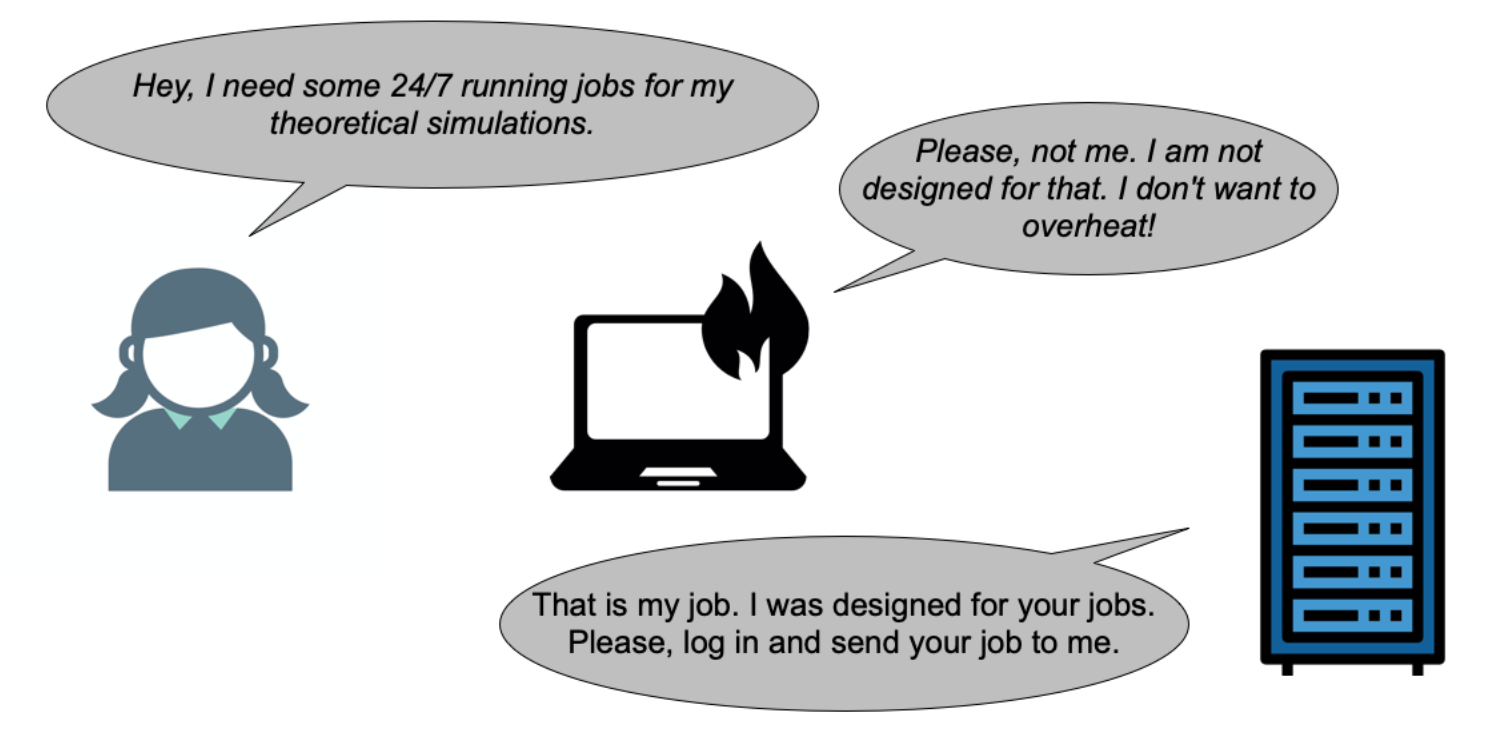 Hey, I need some 24/7 running jobs for my
theoretical simulations.
Please, not me. I am not
designed for that. I don't want to
overheat!
That is my job. I was designed for your jobs.
Please, log in and send your job to me.